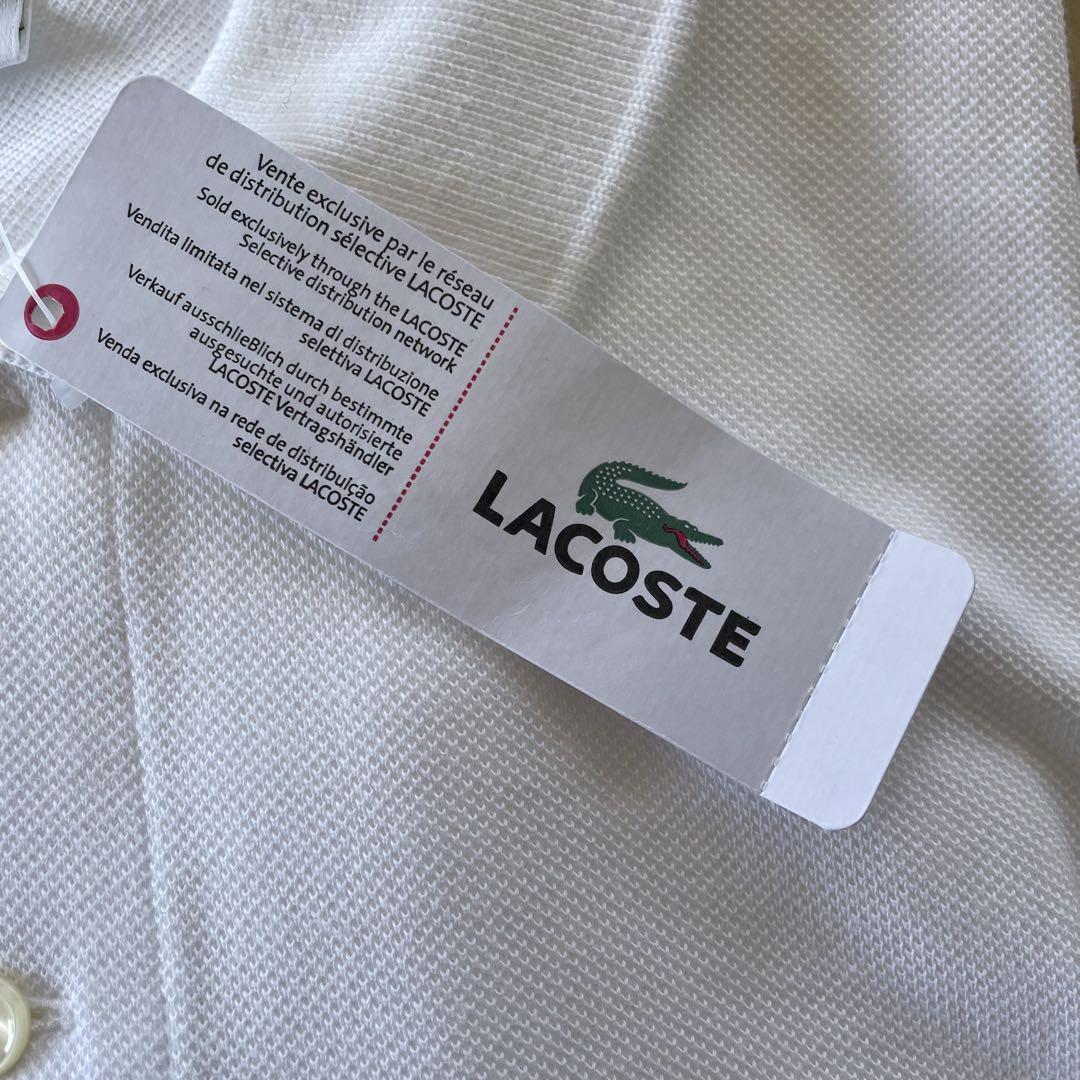 Vente exclusive par le réseau
de distribution sélective LACOSTE
Sold exclusively through the LACOSTE
Selective distribution network
Vendita limitata nel sistema di distribuzione
selettiva LACOSTE
Verkauf ausschließlich durch bestimmte
ausgesuchte und autorisierte
LACOSTE Vertragshändler
Venda exclusiva na rede de distribuição
selectiva LACOSTE
LACOSTE